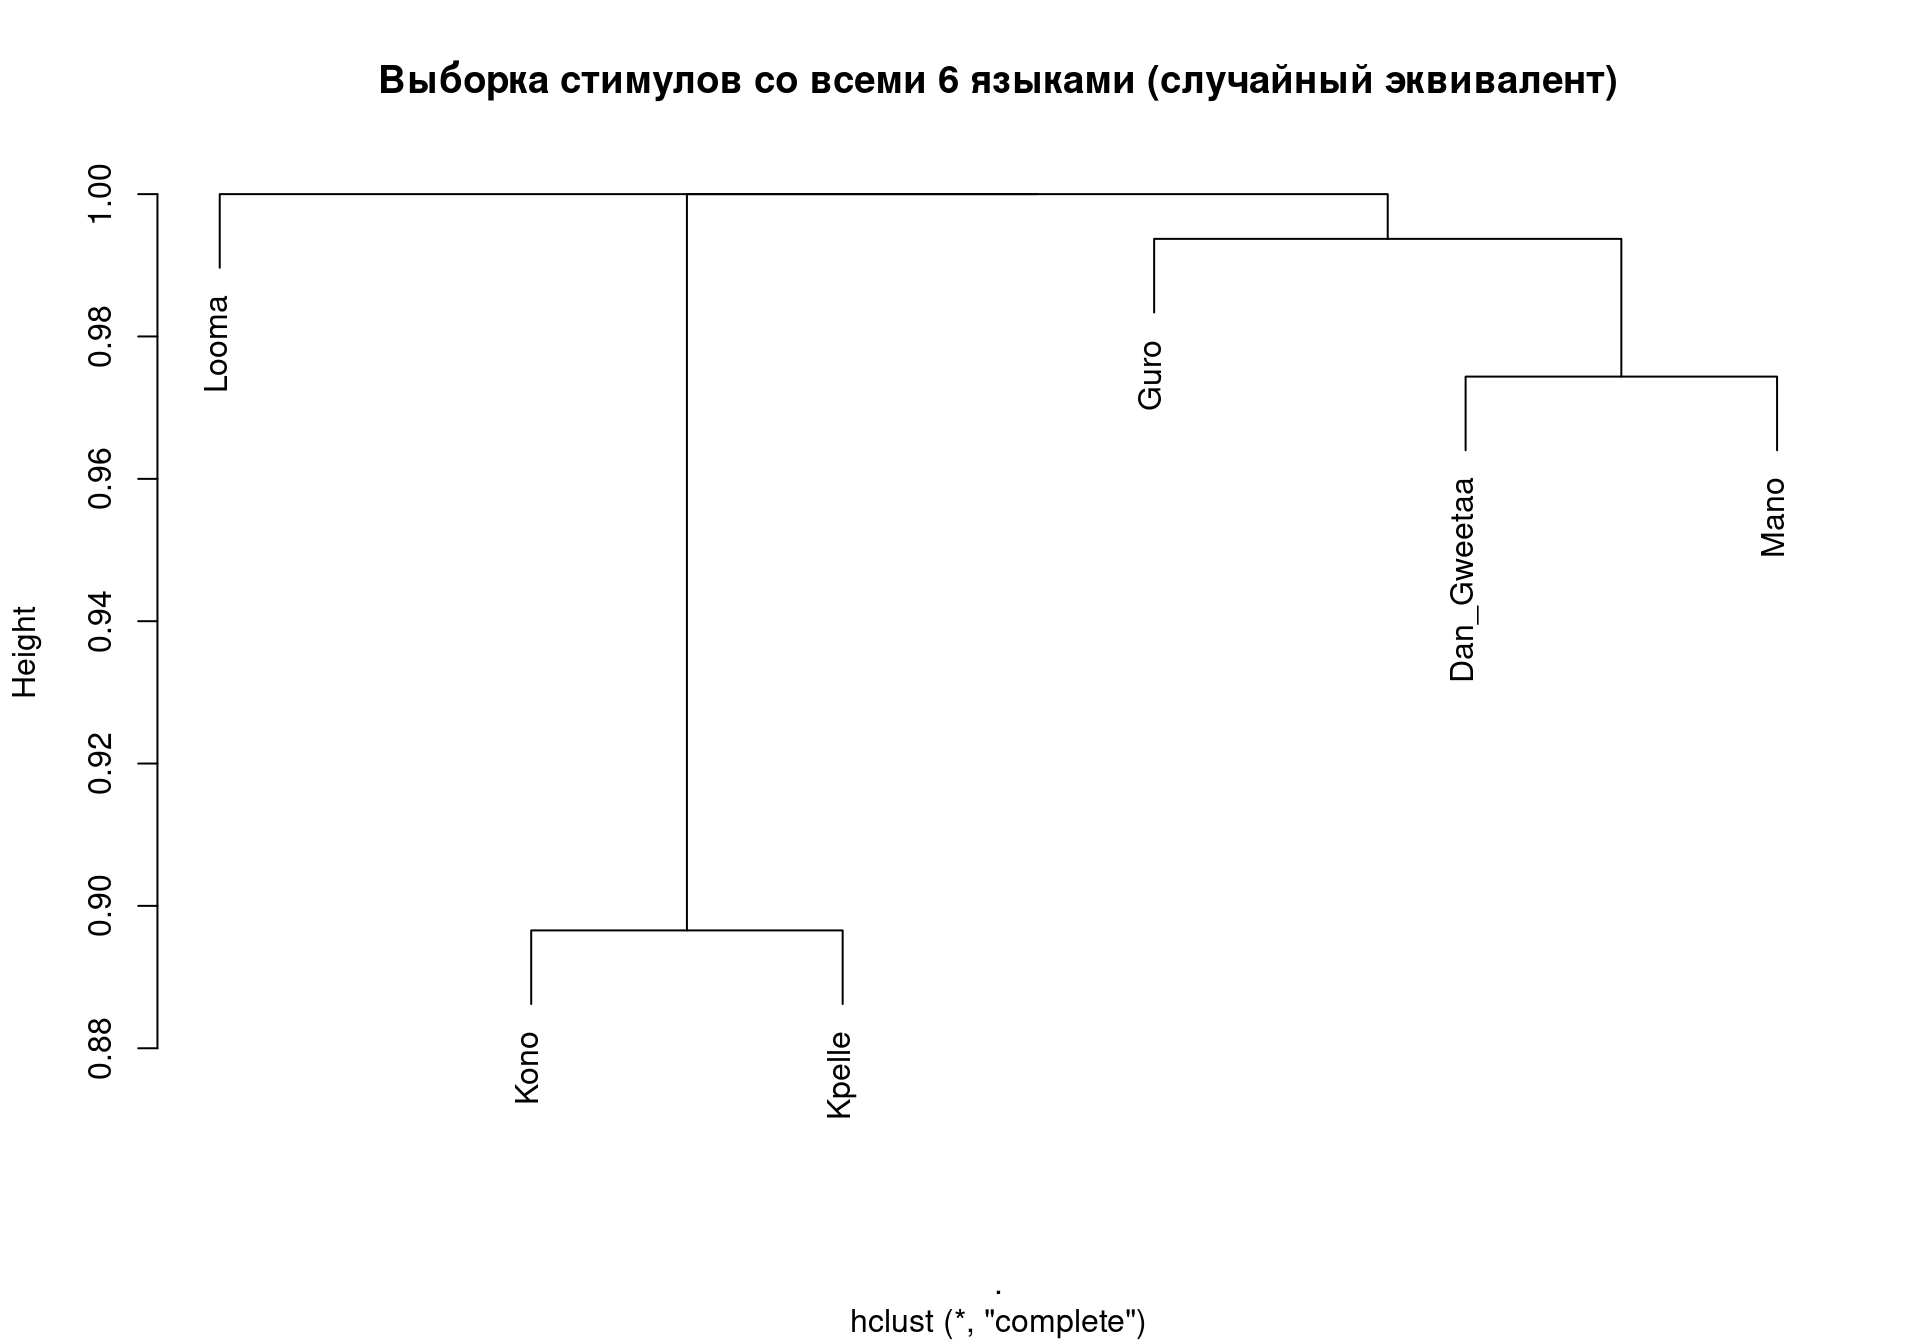 Выборка стимулов со всеми 6 языками (случайный эквивалент)
Height
1.00
0.98
0.96
0.94
0.92
0.90
0.88
Looma
Kono
Kpelle
Guro
Dan_Gweetaa
Mano
.
hclust (*, "complete")